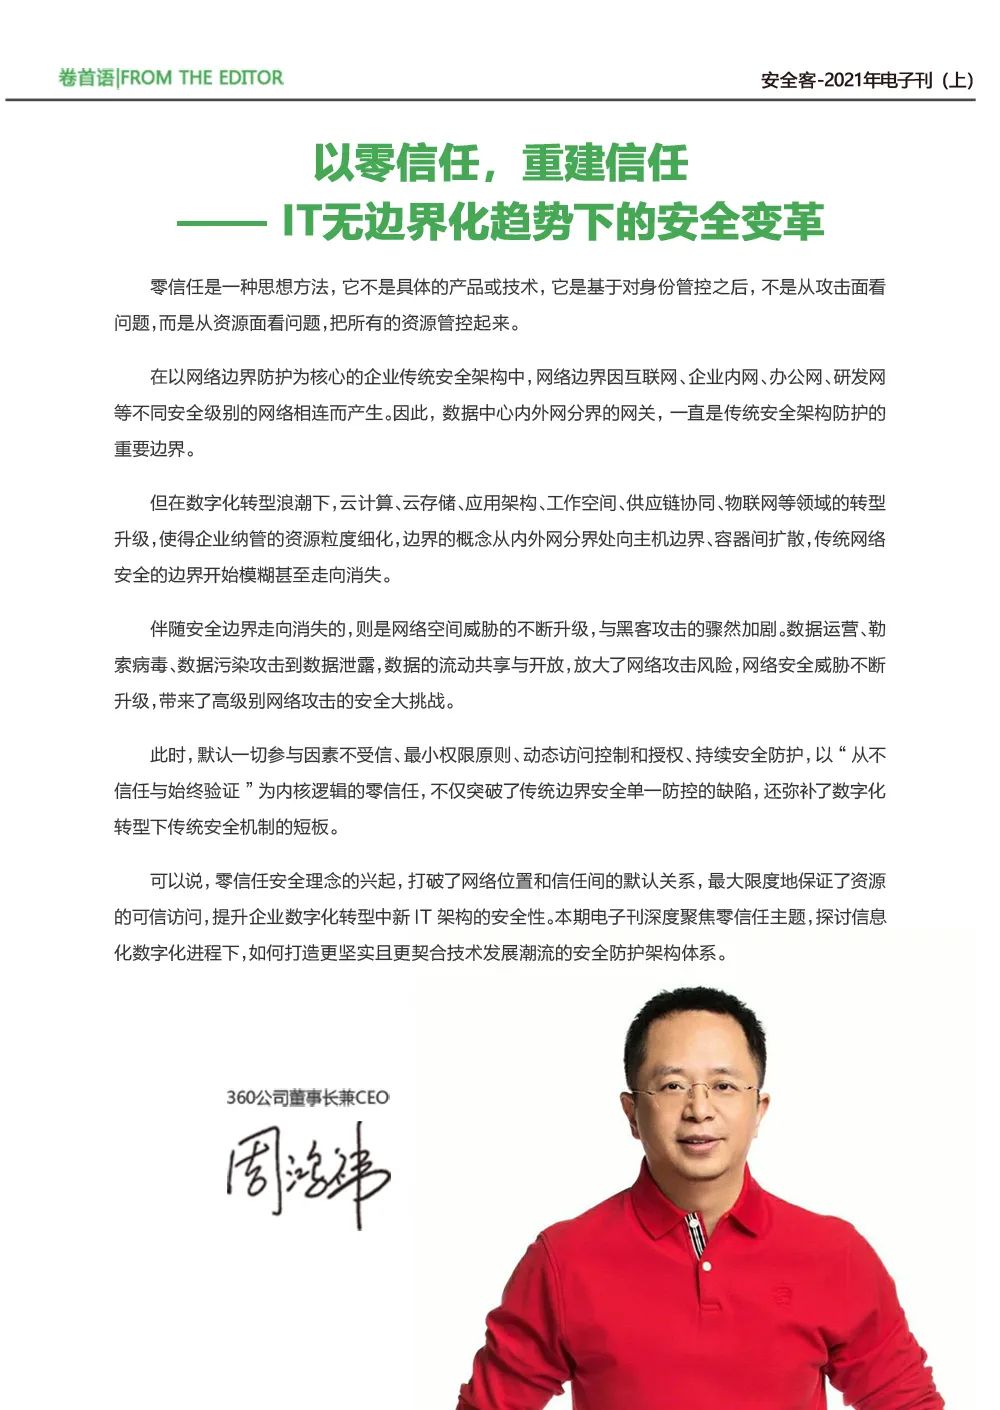 卷首语|FROM THE EDITOR
安全客-2021年电子刊（上）
以零信任，重建信任
—— IT无边界化趋势下的安全变革
零信任是一种思想方法，它不是具体的产品或技术，它是基于对身份管控之后，不是从攻击面看
问题，而是从资源面看问题，把所有的资源管控起来。
在以网络边界防护为核心的企业传统安全架构中，网络边界因互联网、企业内网、办公网、研发网
等不同安全级别的网络相连而产生。因此，数据中心内外网分界的网关，一直是传统安全架构防护的
重要边界。
但在数字化转型浪潮下，云计算、云存储、应用架构、工作空间、供应链协同、物联网等领域的转型
升级，使得企业纳管的资源粒度细化，边界的概念从内外网分界处向主机边界、容器间扩散，传统网络
安全的边界开始模糊甚至走向消失。
伴随安全边界走向消失的，则是网络空间威胁的不断升级，与黑客攻击的骤然加剧。数据运营、勒
索病毒、数据污染攻击到数据泄露，数据的流动共享与开放，放大了网络攻击风险，网络安全威胁不断
升级，带来了高级别网络攻击的安全大挑战。
此时，默认一切参与因素不受信、最小权限原则、动态访问控制和授权、持续安全防护，以“从不
信任与始终验证”为内核逻辑的零信任，不仅突破了传统边界安全单一防控的缺陷，还弥补了数字化
转型下传统安全机制的短板。
可以说，零信任安全理念的兴起，打破了网络位置和信任间的默认关系，最大限度地保证了资源
的可信访问，提升企业数字化转型中新 IT 架构的安全性。本期电子刊深度聚焦零信任主题，探讨信息
化数字化进程下，如何打造更坚实且更契合技术发展潮流的安全防护架构体系。
360公司董事长兼CEO
周鸿祎